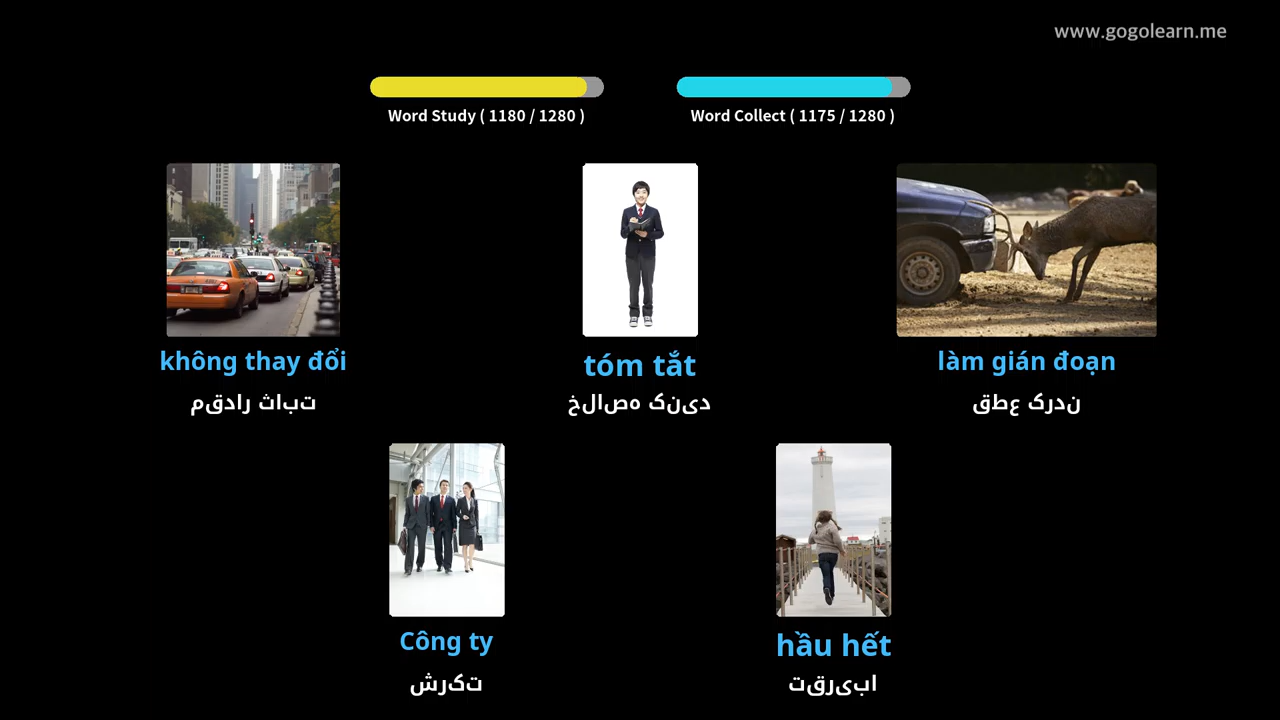 www.gogolearn.me
Word Study ( 1180 / 1280 )
Word Collect ( 1175 / 1280 )
không thay đổi
تباث رادقم
tóm tắt
دینک هصالخ
làm gián đoạn
ندرک عطق
Công ty
تکرش
hầu hết
ابیرقت